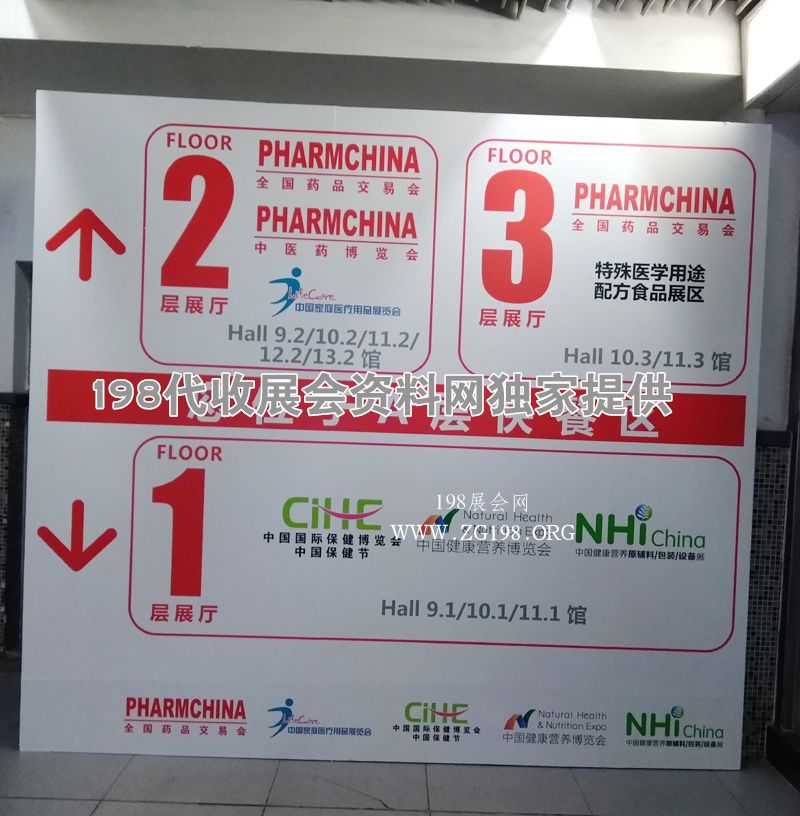 FLOOR
2
层展厅
PHARMCHINA
全国药品交易会
PHARMCHINA
中医药博览会
LifeCare
中国家庭医疗用品展览会
Hall 9.2/10.2/11.2/
12.2/13.2 馆
FLOOR
3
层展厅
PHARMCHINA
全国药品交易会
特殊医学用途
配方食品展区
Hall 10.3/11.3 馆
198代收展会资料网独家提供
FLOOR
1
层展厅
CiHE
中国国际保健博览会
中国保健节
198展会网
WWW.ZG198.ORG
Natural Health
& Nutrition Expo
中国健康营养博览会
NHi China
中国健康营养原辅料/包装/设备展
Hall 9.1/10.1/11.1 馆
PHARMCHINA
全国药品交易会
LifeCare
中国家庭医疗用品展览会
CiHE
中国国际保健博览会
中国保健节
Natural Health
& Nutrition Expo
中国健康营养博览会
NHi China
中国健康营养原辅料/包装/设备展